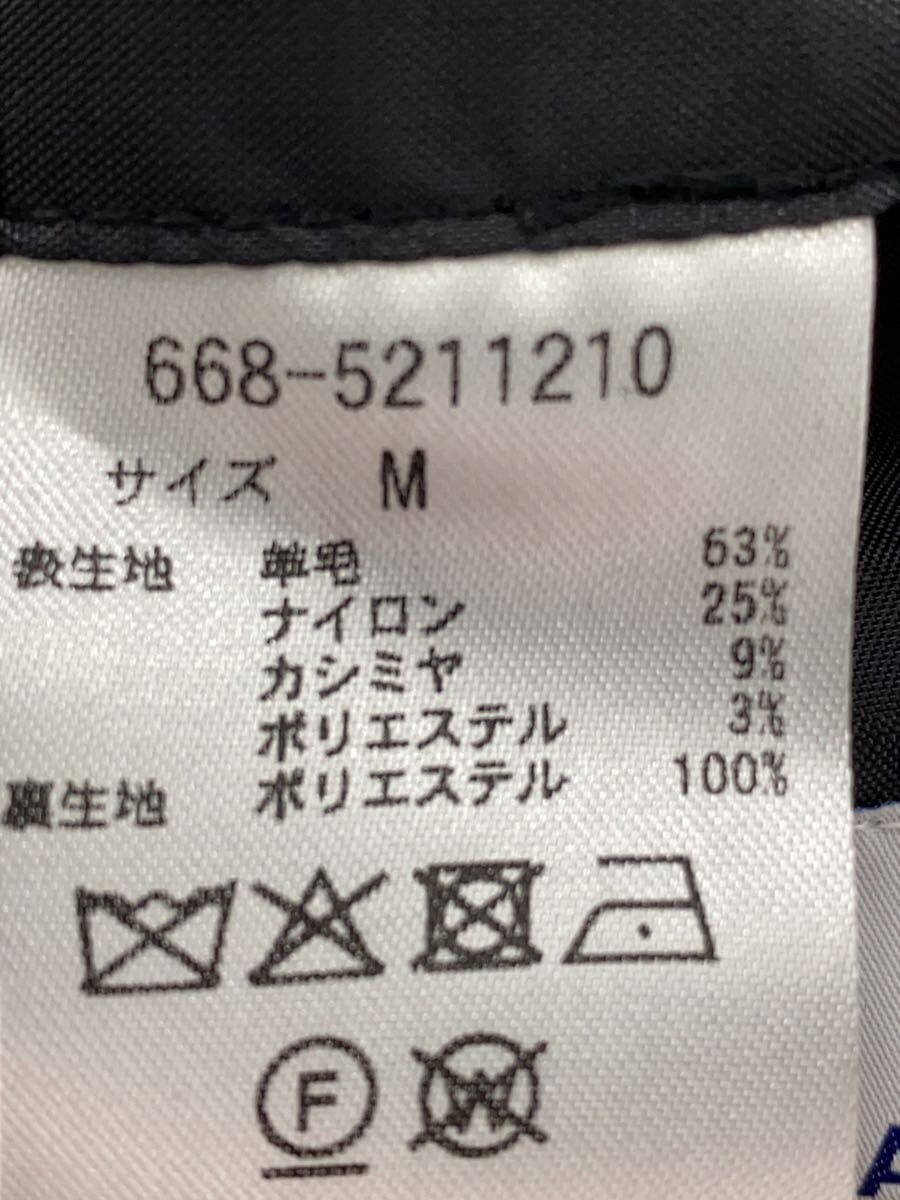 668-5211210
サイズ M
表生地 羊毛 63%
ナイロン 25%
カシミヤ 9%
ポリエステル 3%
裏生地 ポリエステル 100%
F W
A